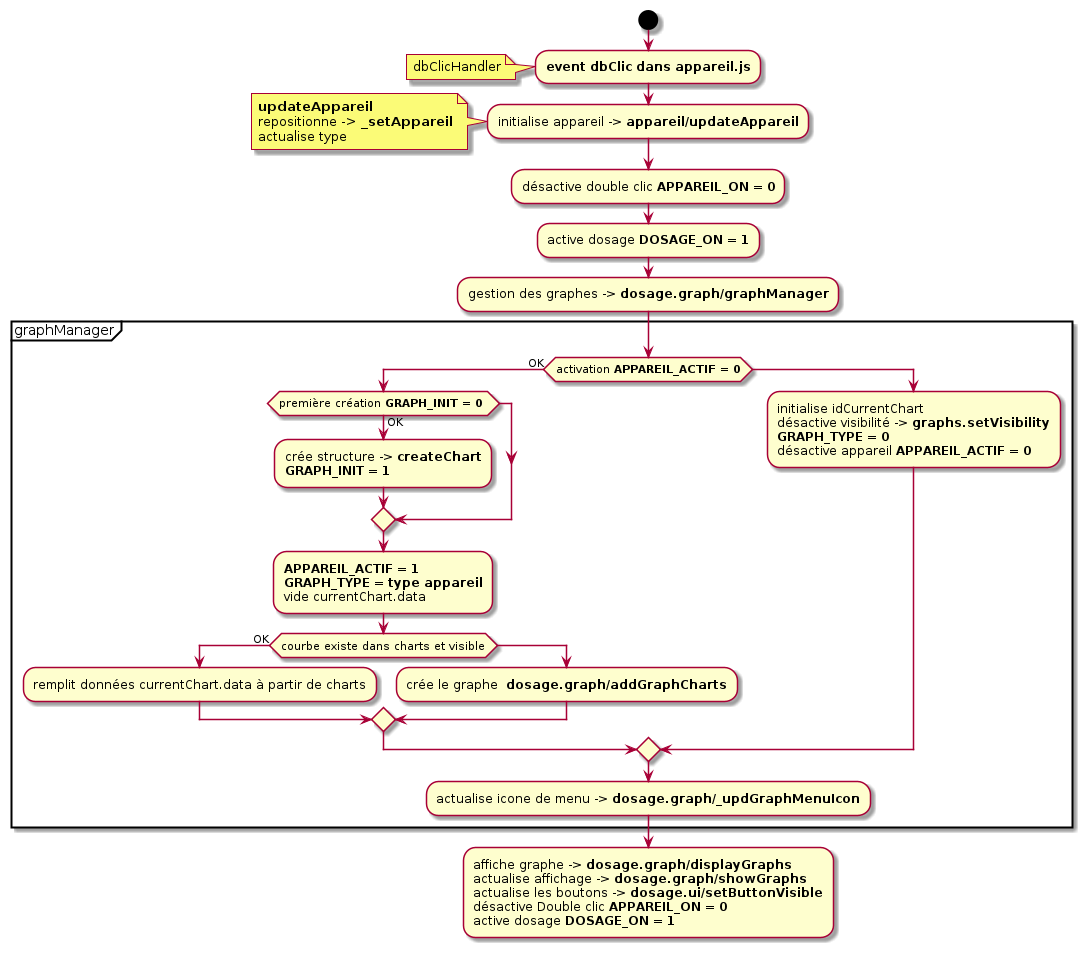 dbClicHandler
event dbClic dans appareil.js
updateAppareil
repositionne -> _setAppareil
actualise type
initialise appareil -> appareil/updateAppareil
désactive double clic APPAREIL_ON = 0
active dosage DOSAGE_ON = 1
gestion des graphes -> dosage.graph/graphManager
graphManager
OK
activation APPAREIL_ACTIF = 0
première création GRAPH_INIT = 0
OK
crée structure -> createChart
GRAPH_INIT = 1
initialise idCurrentChart
désactive visibilité -> graphs.setVisibility
GRAPH_TYPE = 0
désactive appareil APPAREIL_ACTIF = 0
APPAREIL_ACTIF = 1
GRAPH_TYPE = type appareil
vide currentChart.data
OK
courbe existe dans charts et visible
remplit données currentChart.data à partir de charts
crée le graphe  dosage.graph/addGraphCharts
actualise icone de menu -> dosage.graph/_updGraphMenuIcon
affiche graphe -> dosage.graph/displayGraphs
actualise affichage -> dosage.graph/showGraphs
actualise les boutons -> dosage.ui/setButtonVisible
désactive Double clic APPAREIL_ON = 0
active dosage DOSAGE_ON = 1